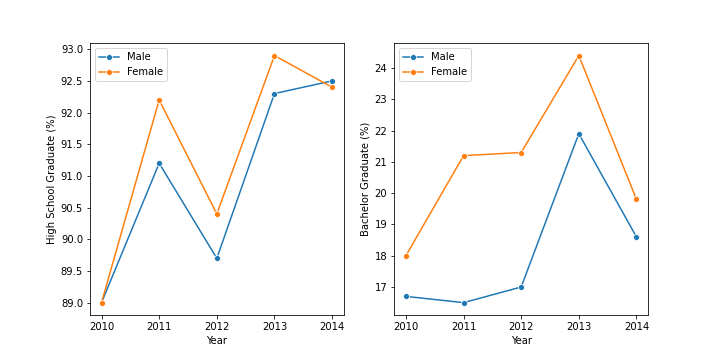 Male
Female
93.0
92.5
92.0
91.5
91.0
90.5
90.0
89.5
89.0
High School Graduate (%)
2010 2011 2012 2013 2014
Year
Male
Female
24
23
22
21
20
19
18
17
Bachelor Graduate (%)
2010 2011 2012 2013 2014
Year